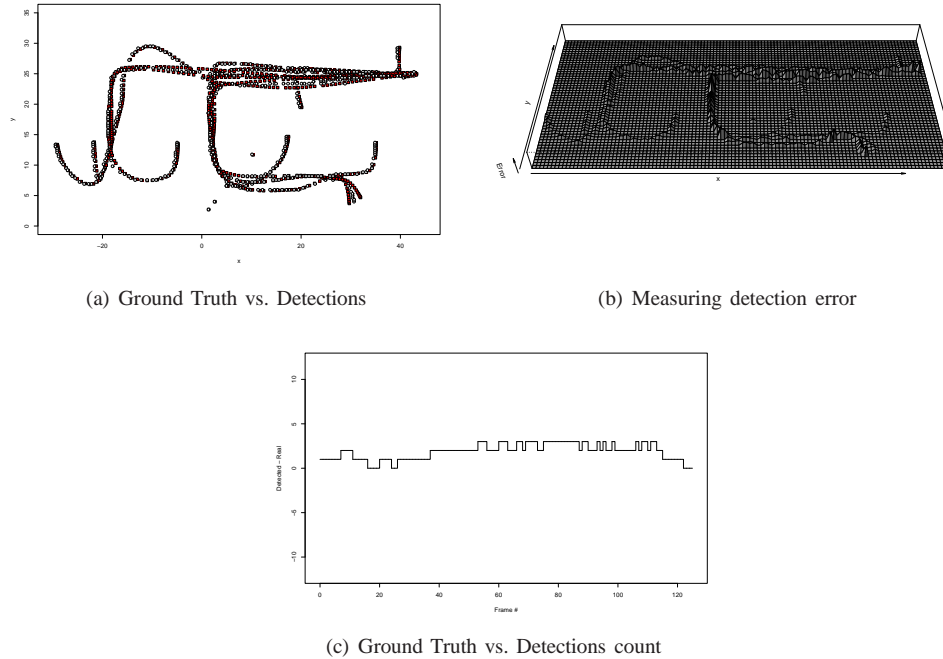 35
30
25
20
15
10
5
0
y
−20 0 20 40
x
(a) Ground Truth vs. Detections
y
Error
x
(b) Measuring detection error
10
5
0
−5
−10
Detected − Real
0 20 40 60 80 100 120
Frame #
(c) Ground Truth vs. Detections count